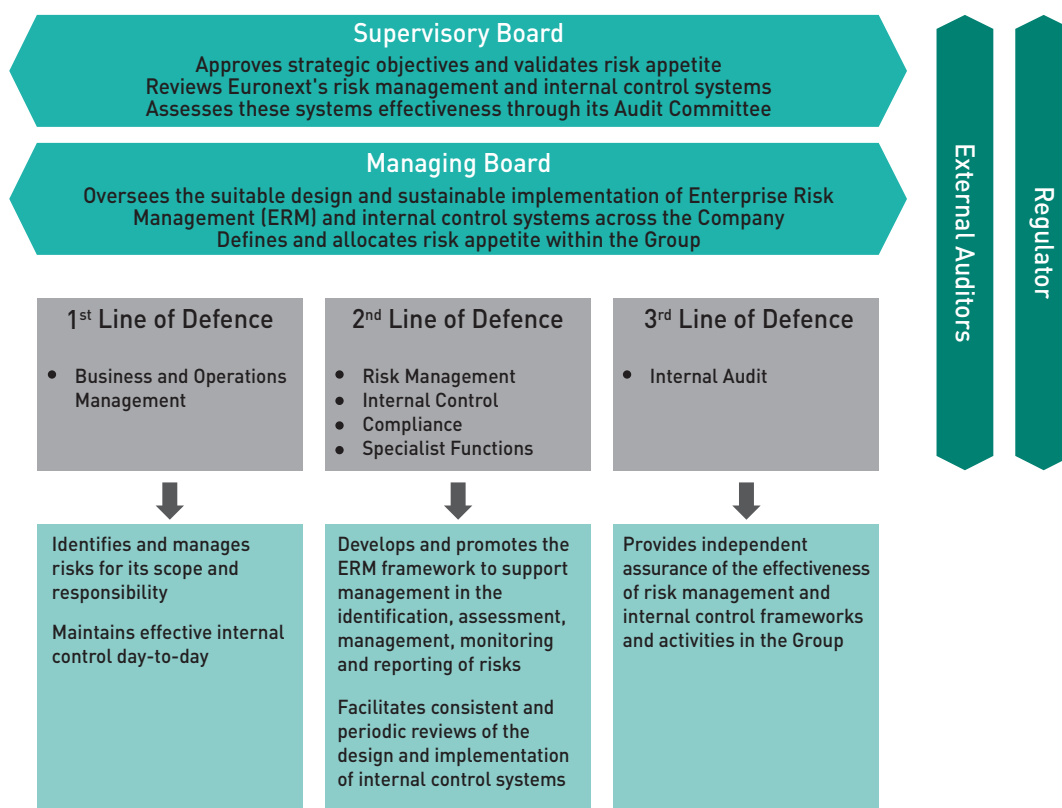 Supervisory Board
Approves strategic objectives and validates risk appetite
Reviews Euronext's risk management and internal control systems
Assesses these systems effectiveness through its Audit Committee
Managing Board
Oversees the suitable design and sustainable implementation of Enterprise Risk
Management (ERM) and internal control systems across the Company
Defines and allocates risk appetite within the Group
External Auditors
Regulator
1st Line of Defence
• Business and Operations
Management
2nd Line of Defence
• Risk Management
• Internal Control
• Compliance
• Specialist Functions
3rd Line of Defence
• Internal Audit
Identifies and manages
risks for its scope and
responsibility
Maintains effective internal
control day-to-day
Develops and promotes the
ERM framework to support
management in the
identification, assessment,
management, monitoring
and reporting of risks
Facilitates consistent and
periodic reviews of the
design and implementation
of internal control systems
Provides independent
assurance of the effectiveness
of risk management and
internal control frameworks
and activities in the Group